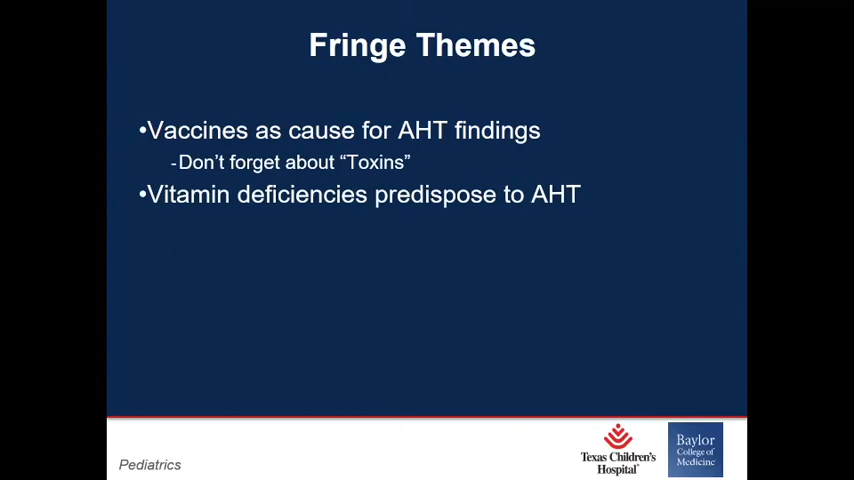 Fringe Themes
•Vaccines as cause for AHT findings
-Don't forget about “Toxins”
•Vitamin deficiencies predispose to AHT
Pediatrics
Texas Children's
Hospital®
Baylor
College of
Medicine